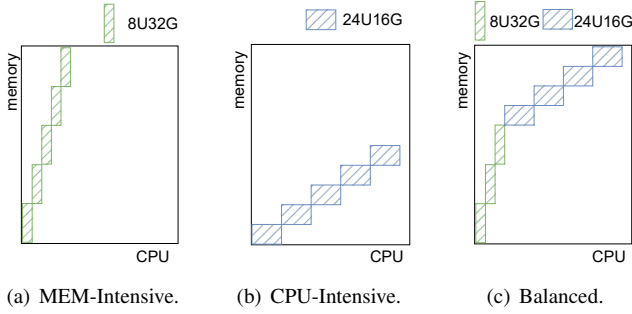 8U32G
24U16G
8U32G
24U16G
memory
memory
memory
CPU
CPU
CPU
(a) MEM-Intensive.
(b) CPU-Intensive.
(c) Balanced.